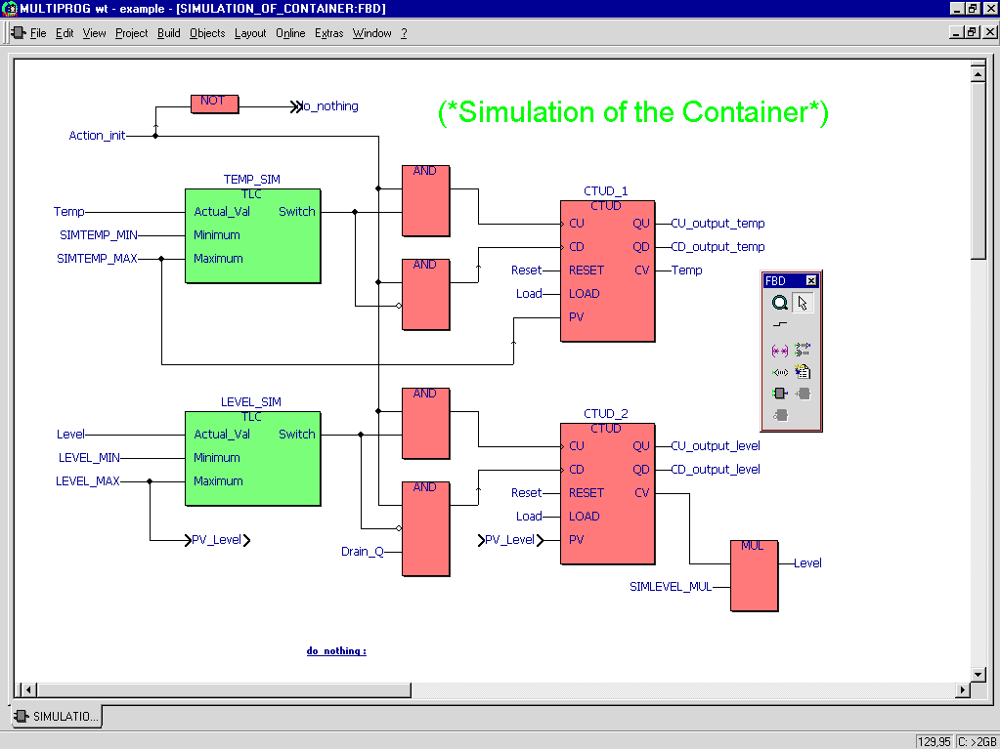 MULTIPROG wt - example - [SIMULATION_OF_CONTAINER:FBD]
File Edit View Project Build Objects Layout Online Extras Window ?
(*Simulation of the Container*)
NOT
do_nothing
Action_init
TEMP_SIM
TLC
Temp Actual_Val Switch
SIMTEMP_MIN Minimum
SIMTEMP_MAX Maximum
AND
AND
CTUD_1
CTUD
CU QU CU_output_temp
CD QD CD_output_temp
Reset RESET CV Temp
Load LOAD
PV
FBD
LEVEL_SIM
TLC
Level Actual_Val Switch
LEVEL_MIN Minimum
LEVEL_MAX Maximum
PV_Level
AND
AND
Drain_Q
CTUD_2
CTUD
CU QU CU_output_level
CD QD CD_output_level
Reset RESET CV
Load LOAD
PV_Level PV
MUL
Level
SIMLEVEL_MUL
do_nothing :
SIMULATIO...
129,95 C: >2GB